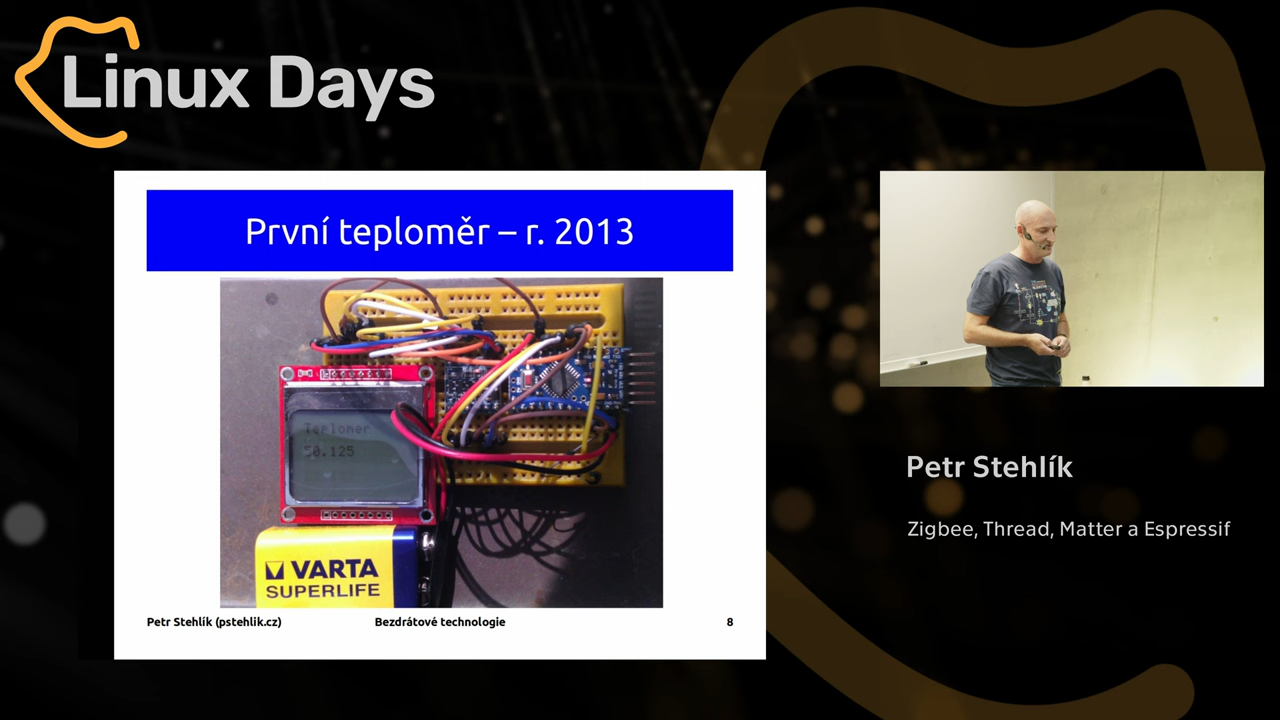 Linux Days
První teploměr – r. 2013
Teplomer
50.125
VARTA
SUPERLIFE
Petr Stehlík (pstehlik.cz)
Bezdrátové technologie
8
Petr Stehlík
Zigbee, Thread, Matter a Espressif